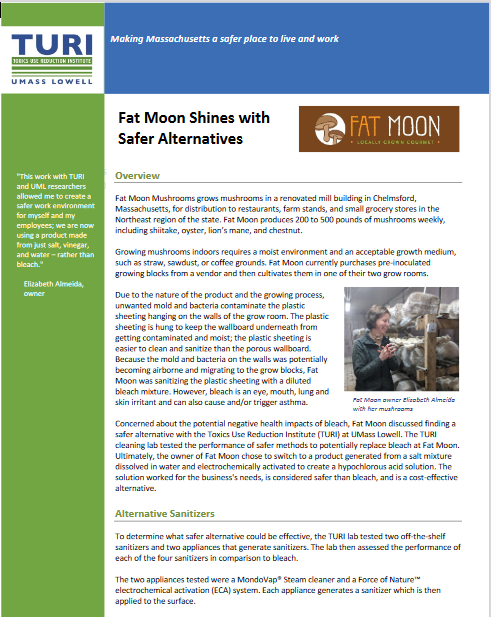 TURI
TOXICS USE REDUCTION INSTITUTE
UMASS LOWELL
Making Massachusetts a safer place to live and work
Fat Moon Shines with
Safer Alternatives
FAT MOON
LOCALLY GROWN GOURMET
"This work with TURI
and UML researchers
allowed me to create a
safer work environment
for myself and my
employees; we are now
using a product made
from just salt, vinegar,
and water – rather than
bleach."
Elizabeth Almeida,
owner
Overview
Fat Moon Mushrooms grows mushrooms in a renovated mill building in Chelmsford,
Massachusetts, for distribution to restaurants, farm stands, and small grocery stores in the
Northeast region of the state. Fat Moon produces 200 to 500 pounds of mushrooms weekly,
including shiitake, oyster, lion's mane, and chestnut.
Growing mushrooms indoors requires a moist environment and an acceptable growth medium,
such as straw, sawdust, or coffee grounds. Fat Moon currently purchases pre-inoculated
growing blocks from a vendor and then cultivates them in one of their two grow rooms.
Due to the nature of the product and the growing process,
unwanted mold and bacteria contaminate the plastic
sheeting hanging on the walls of the grow room. The plastic
sheeting is hung to keep the wallboard underneath from
getting contaminated and moist; the plastic sheeting is
easier to clean and sanitize than the porous wallboard.
Because the mold and bacteria on the walls was potentially
becoming airborne and migrating to the grow blocks, Fat
Moon was sanitizing the plastic sheeting with a diluted
bleach mixture. However, bleach is an eye, mouth, lung and
skin irritant and can also cause and/or trigger asthma.
Fat Moon owner Elizabeth Almeida
with her mushrooms
Concerned about the potential negative health impacts of bleach, Fat Moon discussed finding a
safer alternative with the Toxics Use Reduction Institute (TURI) at UMass Lowell. The TURI
cleaning lab tested the performance of safer methods to potentially replace bleach at Fat Moon.
Ultimately, the owner of Fat Moon chose to switch to a product generated from a salt mixture
dissolved in water and electrochemically activated to create a hypochlorous acid solution. The
solution worked for the business's needs, is considered safer than bleach, and is a cost-effective
alternative.
Alternative Sanitizers
To determine what safer alternative could be effective, the TURI lab tested two off-the-shelf
sanitizers and two appliances that generate sanitizers. The lab then assessed the performance of
each of the four sanitizers in comparison to bleach.
The two appliances tested were a MondoVap® Steam cleaner and a Force of Nature™
electrochemical activation (ECA) system. Each appliance generates a sanitizer which is then
applied to the surface.